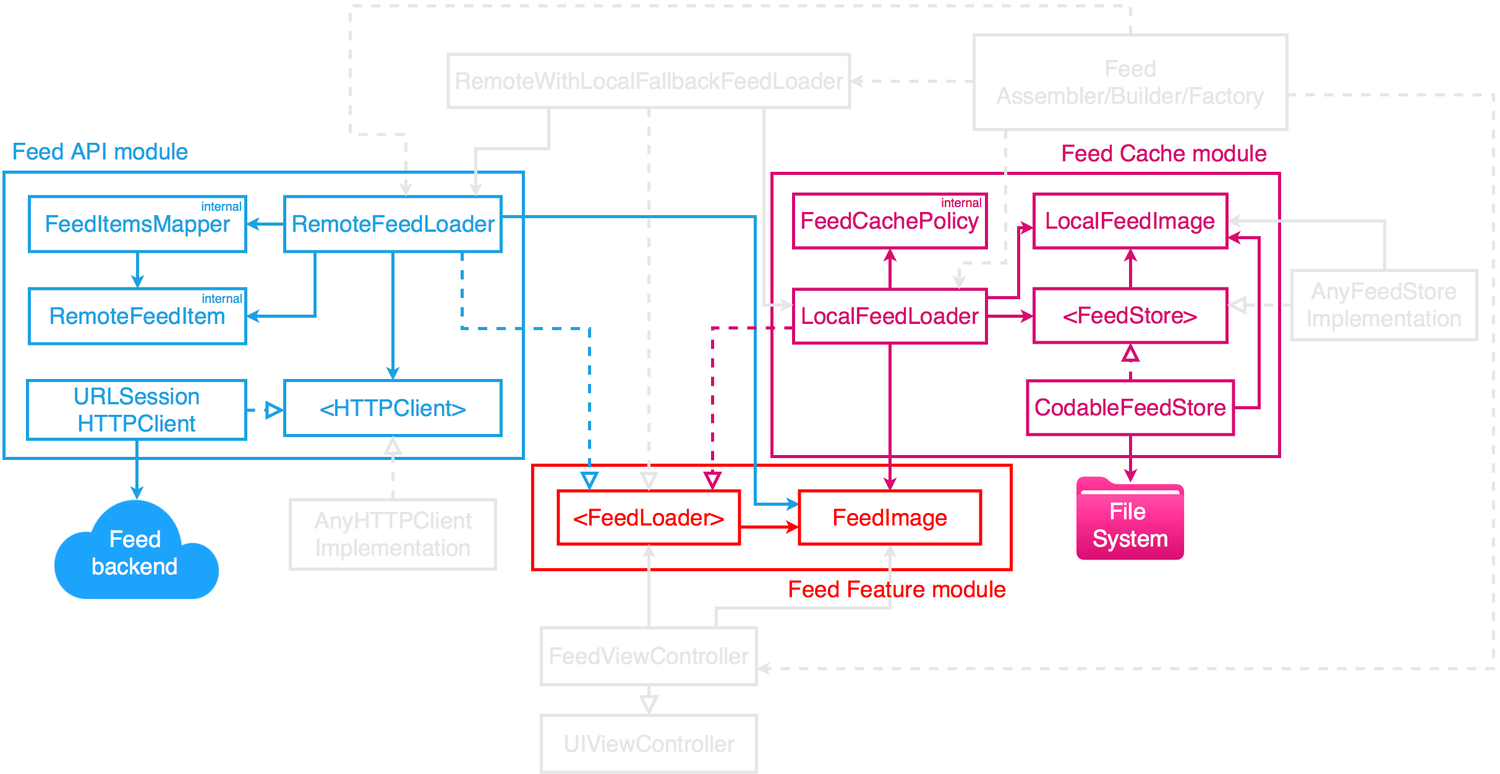 RemoteWithLocalFallbackFeedLoader
Feed
Assembler/Builder/Factory
Feed API module
internal
FeedItemsMapper
RemoteFeedLoader
internal
RemoteFeedItem
URLSession
HTTPClient
<HTTPClient>
Feed
backend
AnyHTTPClient
Implementation
Feed Cache module
internal
FeedCachePolicy
LocalFeedImage
LocalFeedLoader
<FeedStore>
CodableFeedStore
AnyFeedStore
Implementation
File
System
<FeedLoader>
FeedImage
Feed Feature module
FeedViewController
UIViewController